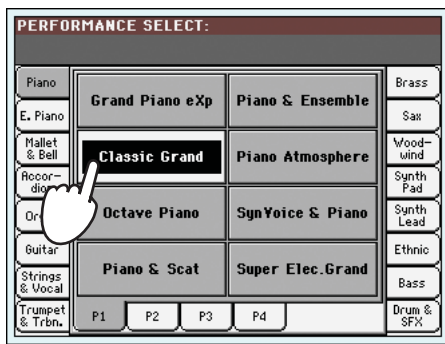 PERFORMANCE SELECT:
Piano
E. Piano
Mallet
& Bell
Accor-
Guitar
Strings
& Vocal
Trumpet
& Trbn.
Grand Piano eXp
Piano & Ensemble
Classic Grand
Piano Atmosphere
Octave Piano
SynVoice & Piano
Piano & Scat
Super Elec.Grand
P1
P2
P3
P4
Brass
Sax
Wood-
wind
Synth
Pad
Synth
Lead
Ethnic
Bass
Drum &
SFX